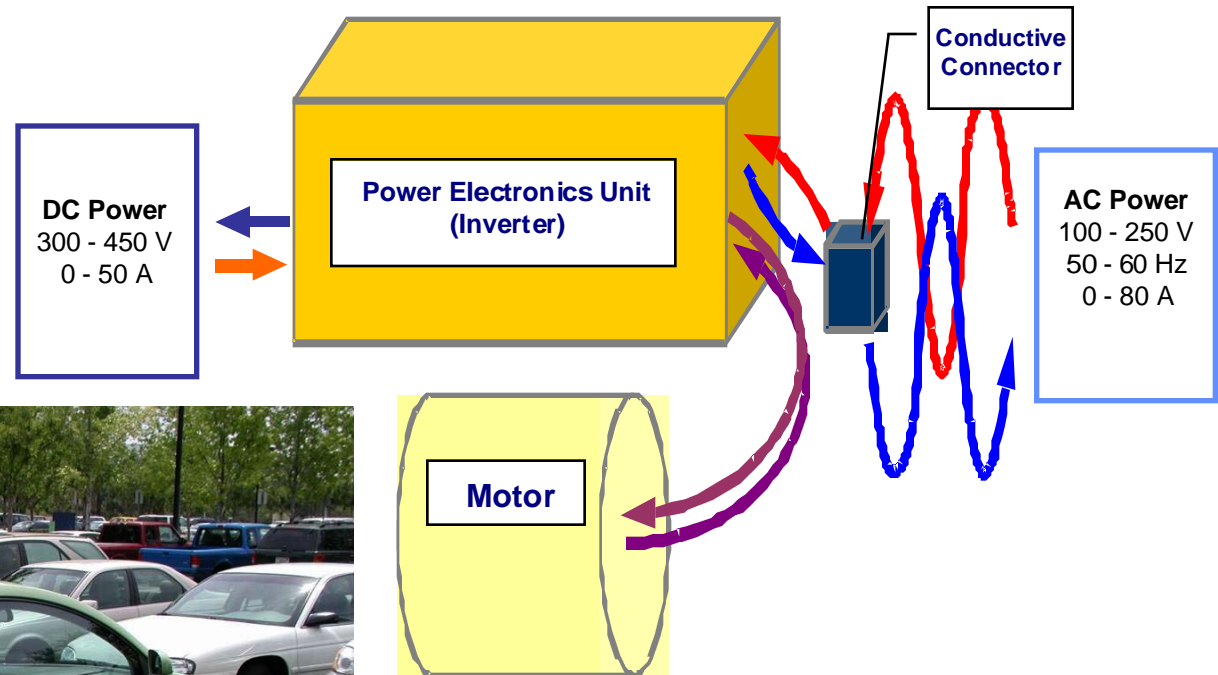 Conductive
Connector
Power Electronics Unit
(Inverter)
DC Power
300 - 450 V
0 - 50 A
AC Power
100 - 250 V
50 - 60 Hz
0 - 80 A
Motor